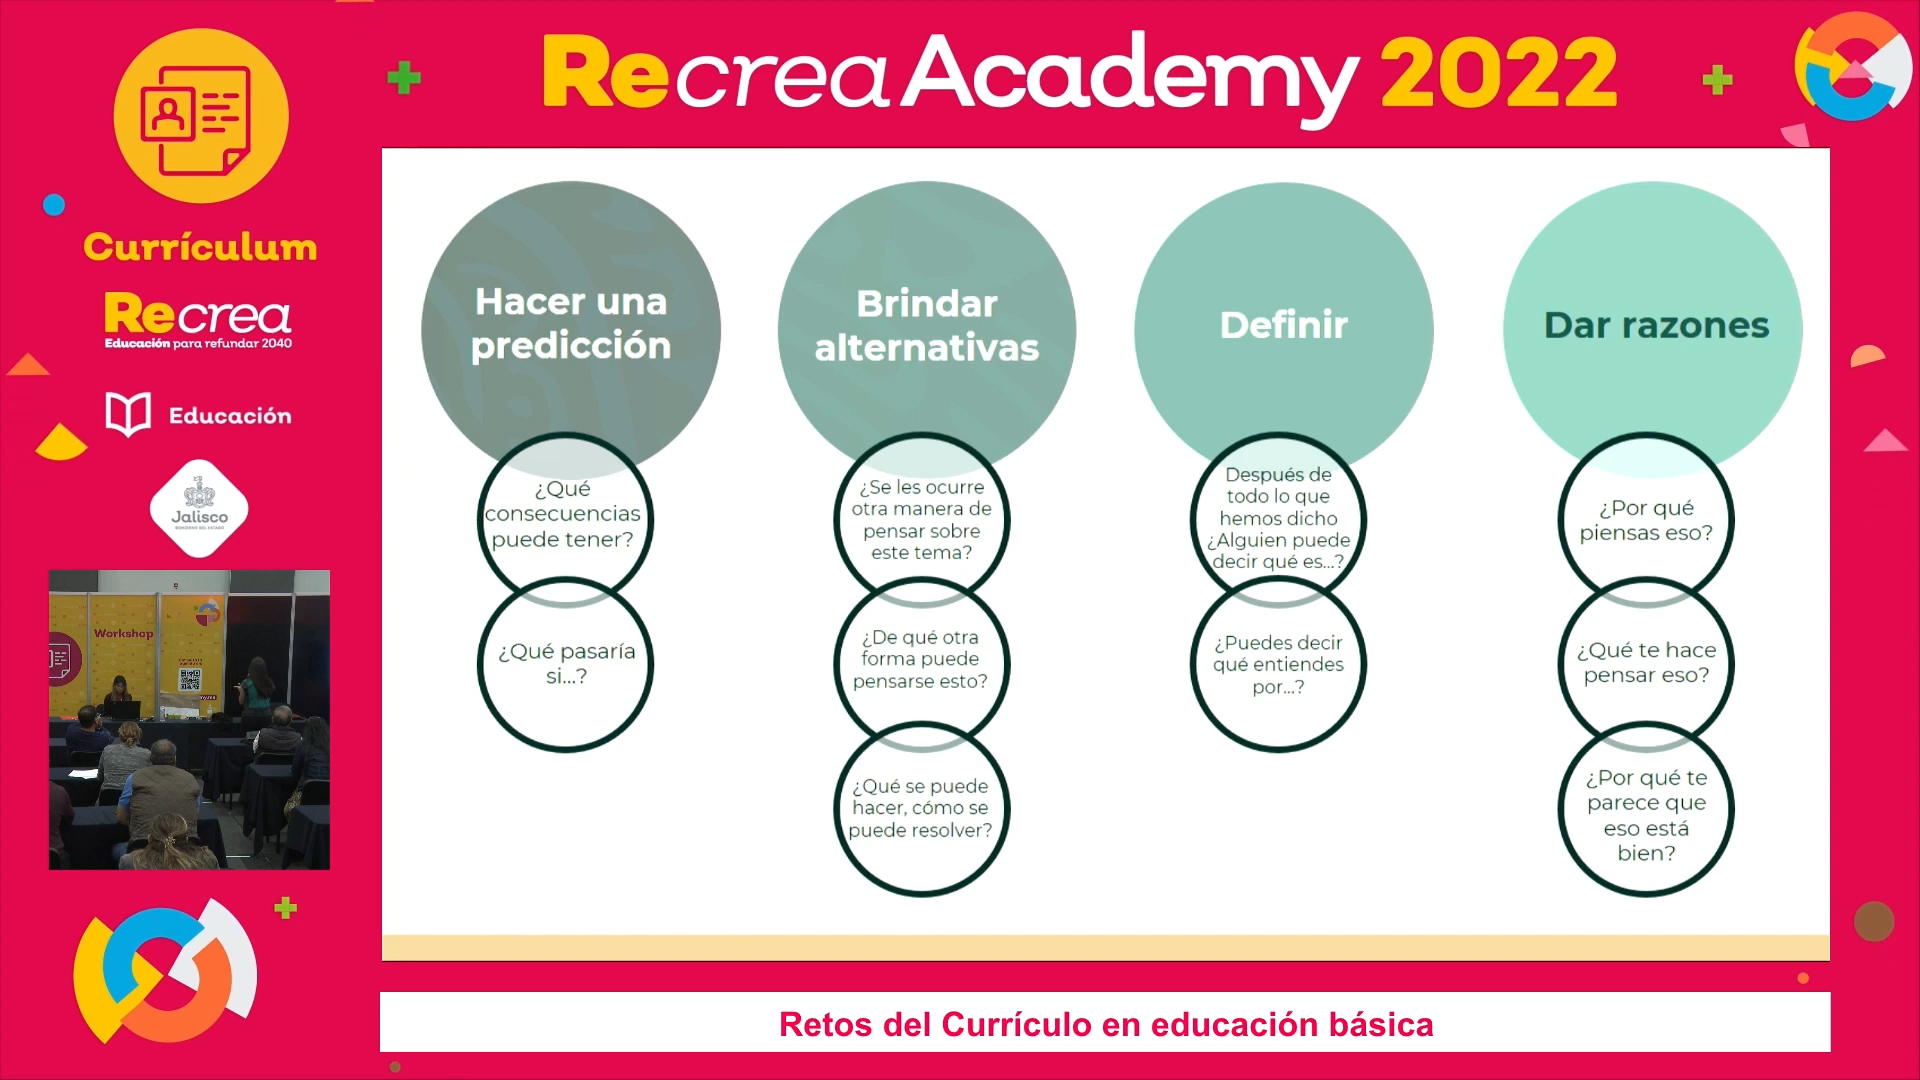 Recrea Academy 2022
Currículum
Recrea
Educación para refundar 2040
Educación
Jalisco
GOBIERNO DEL ESTADO
Workshop
Hacer una
predicción
¿Qué
consecuencias
puede tener?
¿Qué pasaría
si...?
Brindar
alternativas
¿Se les ocurre
otra manera de
pensar sobre
este tema?
¿De qué otra
forma puede
pensarse esto?
¿Qué se puede
hacer, cómo se
puede resolver?
Definir
Después de
todo lo que
hemos dicho
¿Alguien puede
decir qué es...?
¿Puedes decir
qué entiendes
por...?
Dar razones
¿Por qué
piensas eso?
¿Qué te hace
pensar eso?
¿Por qué te
parece que
eso está
bien?
Retos del Currículo en educación básica